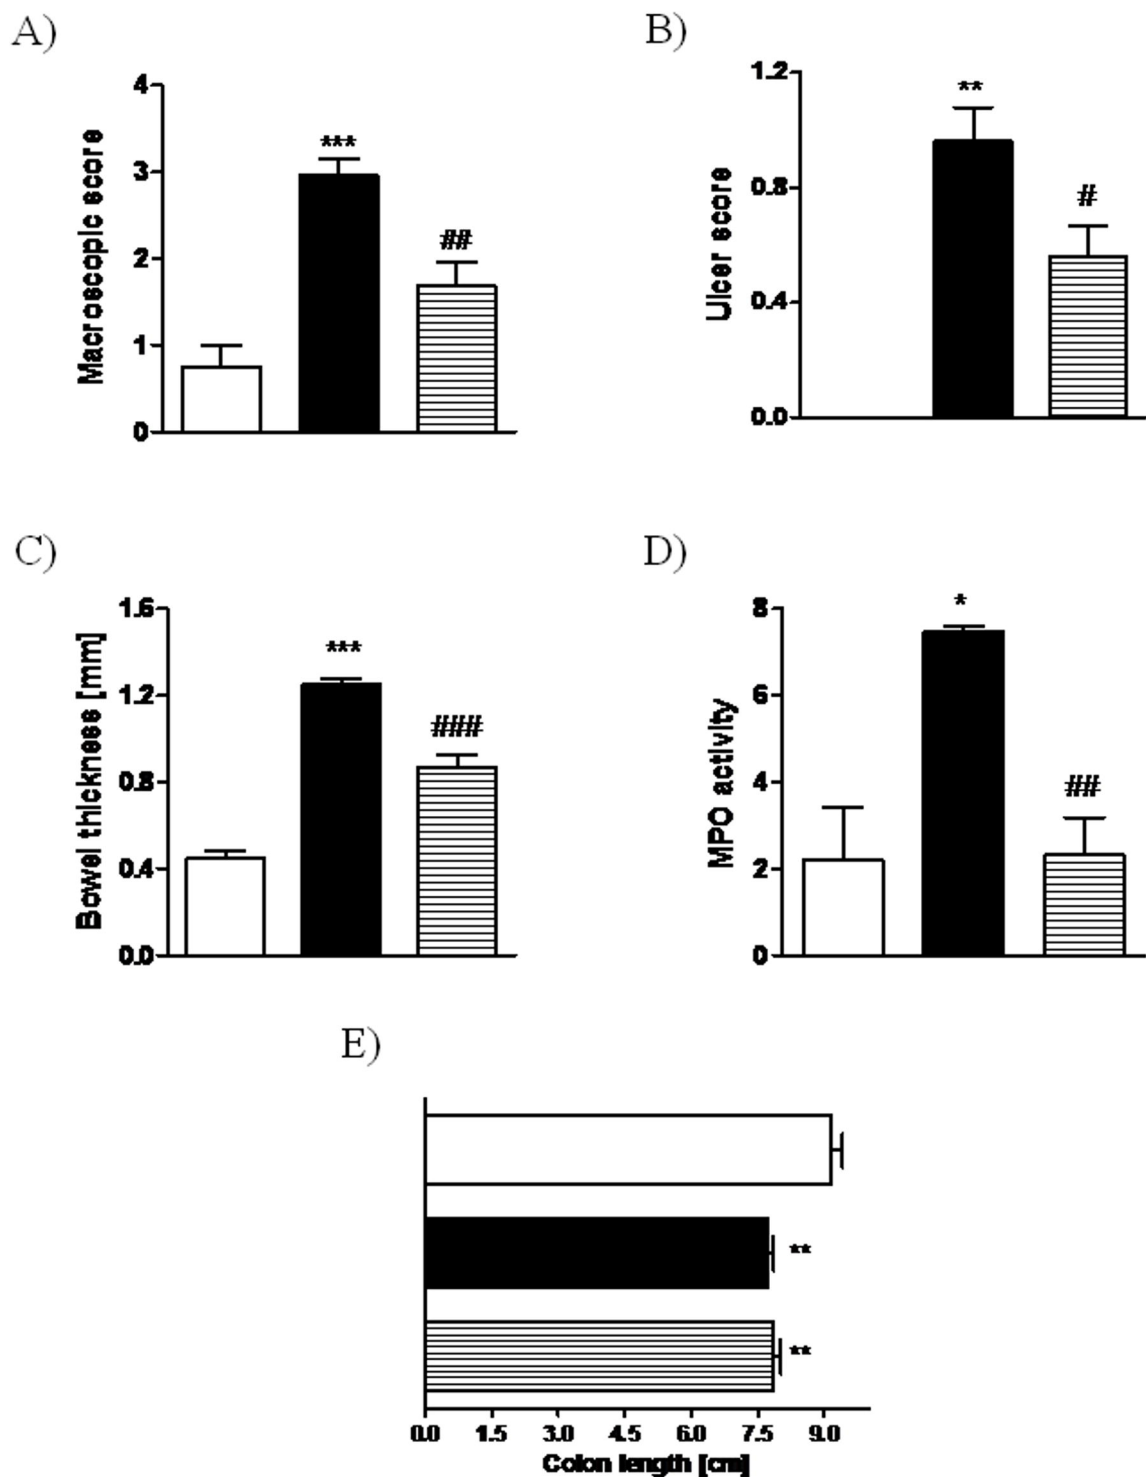 A)
B)
4
3
2
1
0
Macroscopic score
***
##
1.2
0.8
0.4
0.0
Ulcer score
**
#
C)
D)
1.6
1.2
0.8
0.4
0.0
Bowel thickness [mm]
***
###
8
6
4
2
0
MPO activity
*
##
E)
**
**
0.0 1.5 3.0 4.5 6.0 7.5 9.0
Colon length [cm]